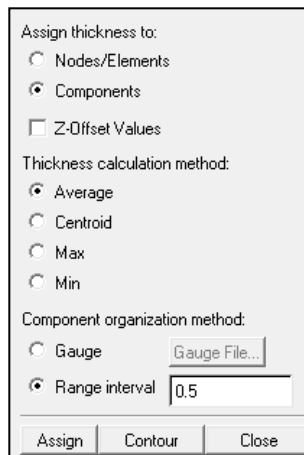 Assign thickness to:
Nodes/Elements
Components
Z-Offset Values
Thickness calculation method:
Average
Centroid
Max
Min
Component organization method:
Gauge Gauge File...
Range interval 0.5
Assign Contour Close